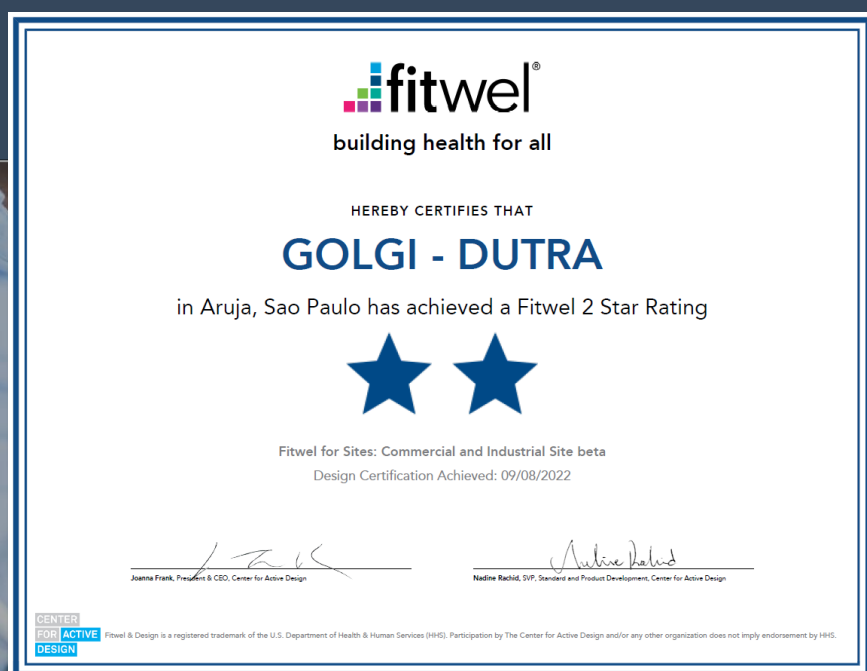 fitwel®
building health for all
HEREBY CERTIFIES THAT
GOLGI - DUTRA
in Aruja, Sao Paulo has achieved a Fitwel 2 Star Rating
Fitwel for Sites: Commercial and Industrial Site beta
Design Certification Achieved: 09/08/2022
Joanna Frank, President & CEO, Center for Active Design
Nadine Rachid, SVP, Standard and Product Development, Center for Active Design
CENTER
FOR ACTIVE
DESIGN
Fitwel & Design is a registered trademark of the U.S. Department of Health & Human Services (HHS). Participation by The Center for Active Design and/or any other organization does not imply endorsement by HHS.